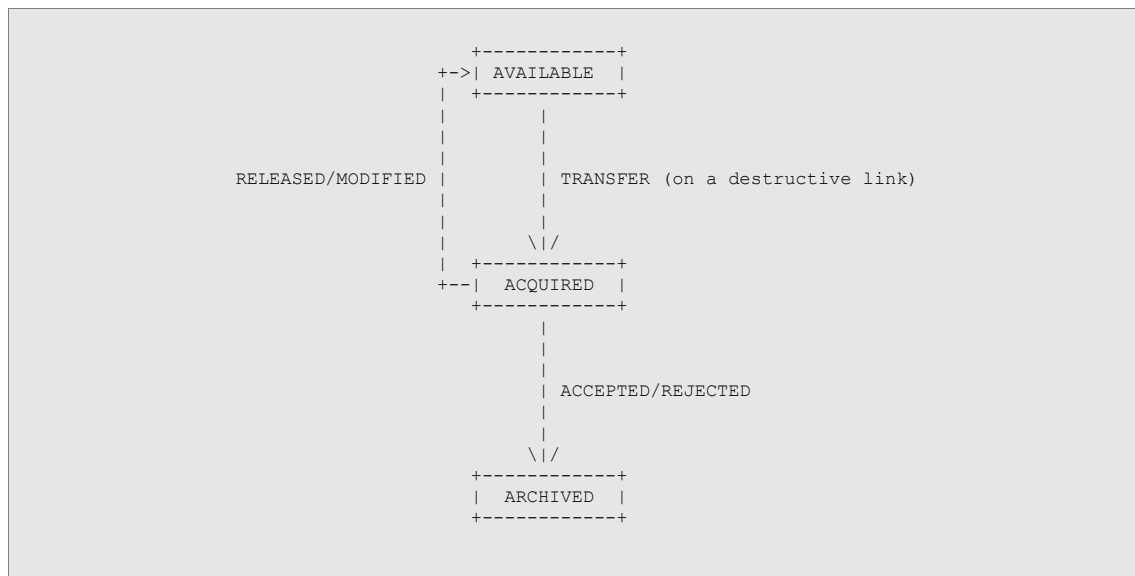 AVAILABLE
RELEASED/MODIFIED TRANSFER (on a destructive link)
ACQUIRED
ACCEPTED/REJECTED
ARCHIVED